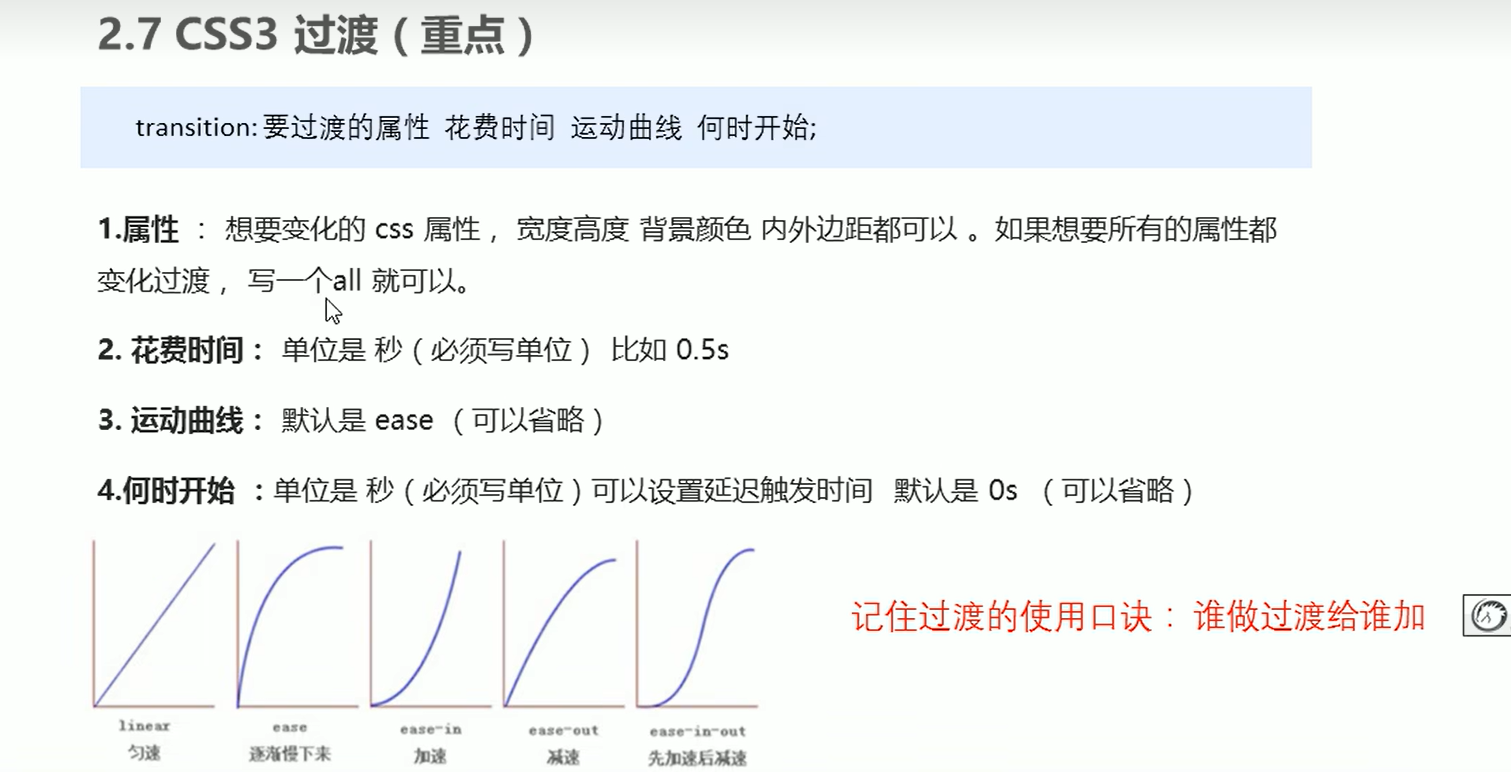 2.7 CSS3 过渡（重点）
transition: 要过渡的属性 花费时间 运动曲线 何时开始;
1.属性 ： 想要变化的 css 属性， 宽度高度 背景颜色 内外边距都可以 。如果想要所有的属性都
变化过渡， 写一个all 就可以。
2. 花费时间： 单位是 秒（必须写单位） 比如 0.5s
3. 运动曲线： 默认是 ease （可以省略）
4.何时开始 ：单位是 秒（必须写单位）可以设置延迟触发时间 默认是 0s （可以省略）
记住过渡的使用口诀： 谁做过渡给谁加
linear ease ease-in ease-out ease-in-out
匀速 逐渐慢下来 加速 减速 先加速后减速